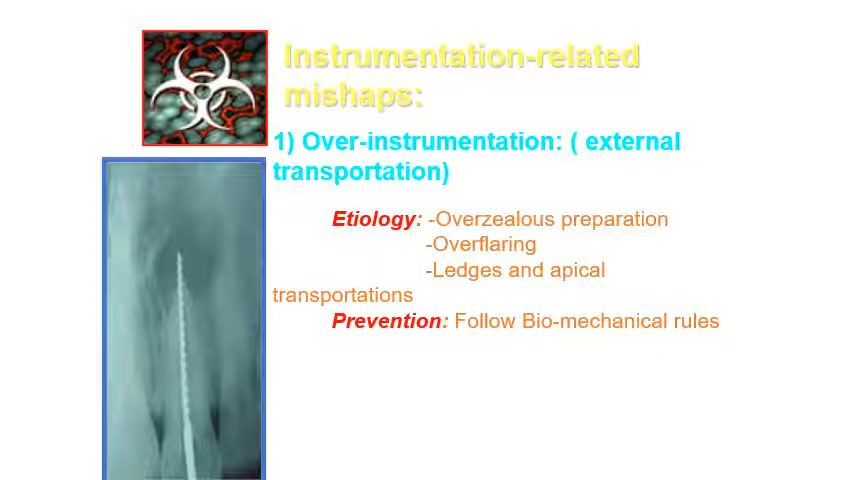 Instrumentation-related
mishaps:
1) Over-instrumentation: ( external
transportation)
Etiology: -Overzealous preparation
-Overflaring
-Ledges and apical
transportations
Prevention: Follow Bio-mechanical rules